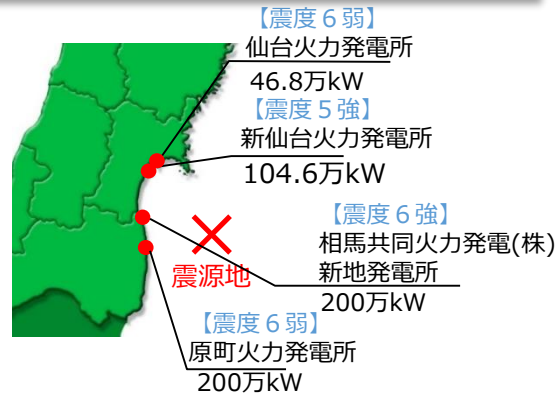 【震度６弱】
仙台火力発電所
46.8万kW
【震度５強】
新仙台火力発電所
104.6万kW
【震度６強】
相馬共同火力発電(株)
新地発電所
200万kW
震源地
【震度６弱】
原町火力発電所
200万kW